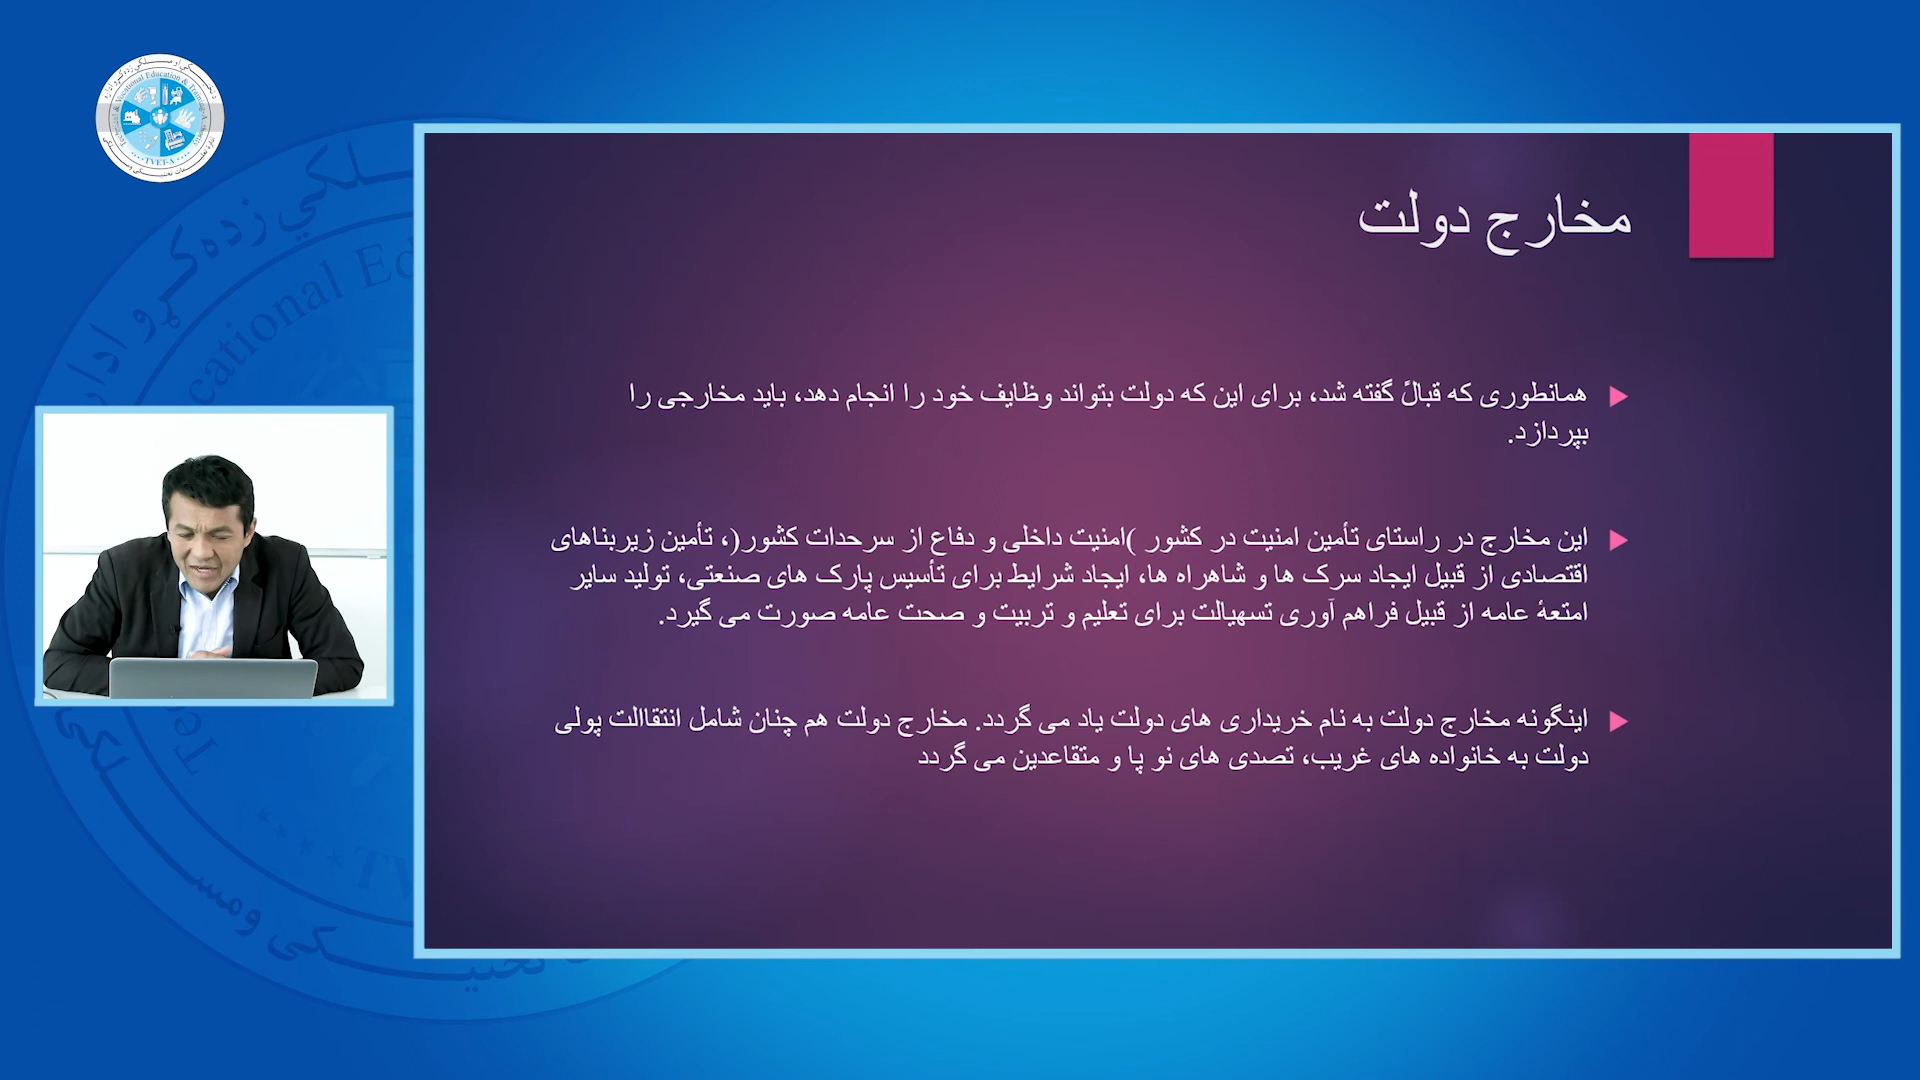 مخارج دولت
همانطوری که قبالً گفته شد، برای این که دولت بتواند وظایف خود را انجام دهد، باید مخارجی را
بپردازد.
این مخارج در راستای تأمین امنیت در کشور )امنیت داخلی و دفاع از سرحدات کشور(، تأمین زیربناهای
اقتصادی از قبیل ایجاد سرک ها و شاهراه ها، ایجاد شرایط برای تأسیس پارک های صنعتی، تولید سایر
امتعۀ عامه از قبیل فراهم آوری تسهیالت برای تعلیم و تربیت و صحت عامه صورت می گیرد.
اینگونه مخارج دولت به نام خریداری های دولت یاد می گردد. مخارج دولت هم چنان شامل انتقاالت پولی
دولت به خانواده های غریب، تصدی های نو پا و متقاعدین می گردد
TVET-A